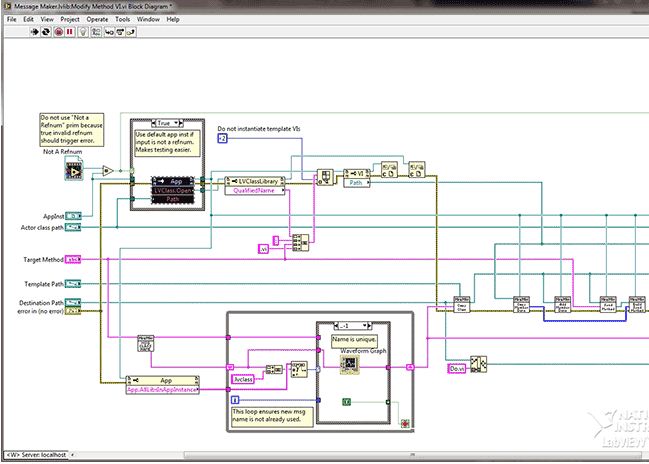 Message Maker.lvlib:Modify Method VI.vi Block Diagram *
File Edit View Project Operate Tools Window Help
Do not use "Not a
Refnum" prim because
true invalid refnum
should trigger error.
True
Use default app inst if
input is not a refnum.
Makes testing easier.
Do not instantiate template VIs
2
Not A Refnum
App
LVClass.Open
Path
LVClassLibrary
QualifiedName
VI
Path
AppInst
Actor class path
.vi
Target Method
abc
Template Path
Destination Path
error in (no error)
App
App.AllLibsInAppInstance
.lvclass
i
This loop ensures new msg
name is not already used.
Name is unique.
Waveform Graph
Do.vi
LabVIEW
<W> Server: localhost